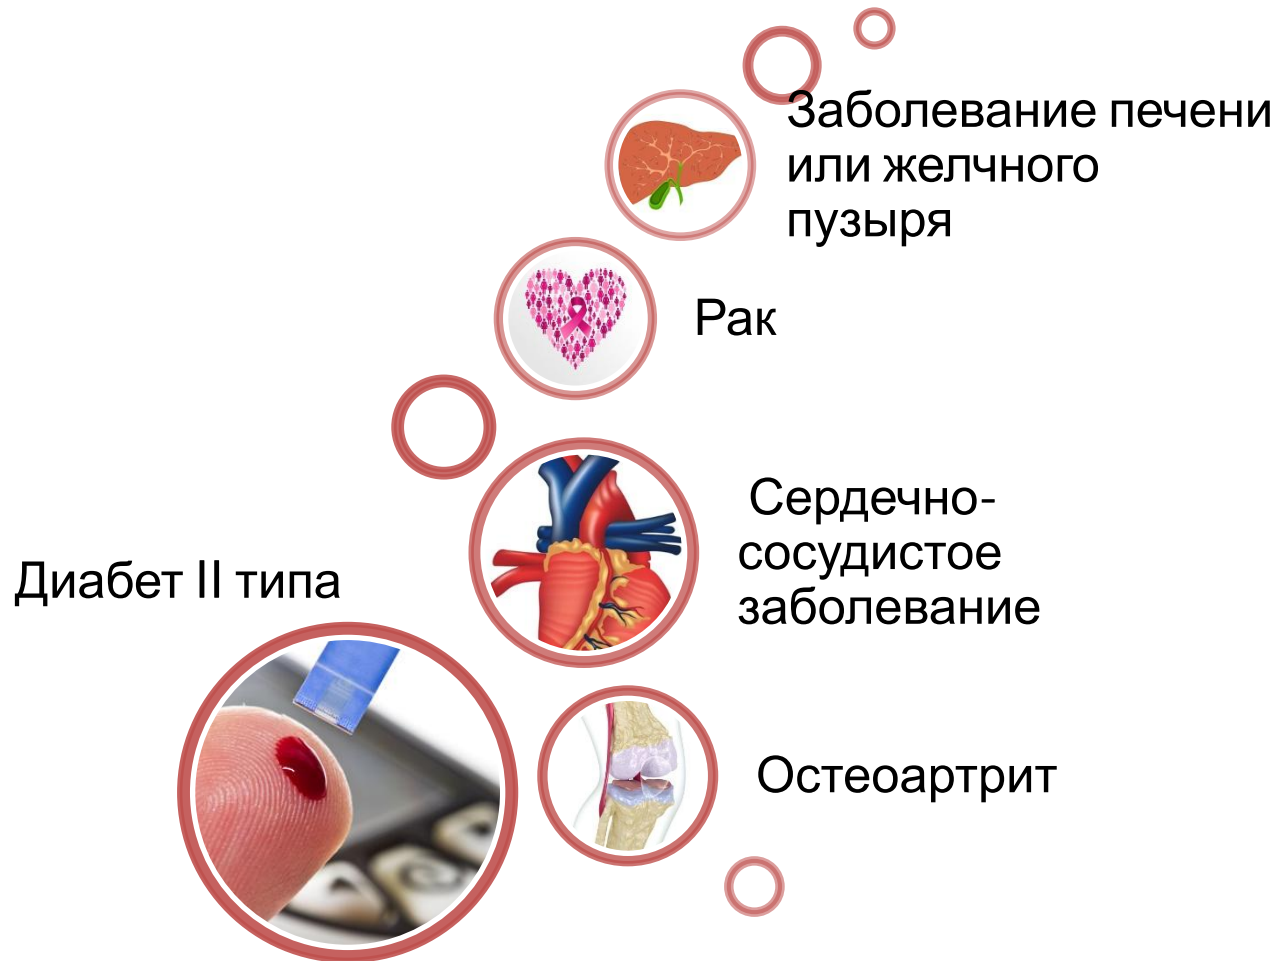 Заболевание печени
или желчного
пузыря
Рак
Сердечно-
сосудистое
заболевание
Диабет II типа
Остеоартрит